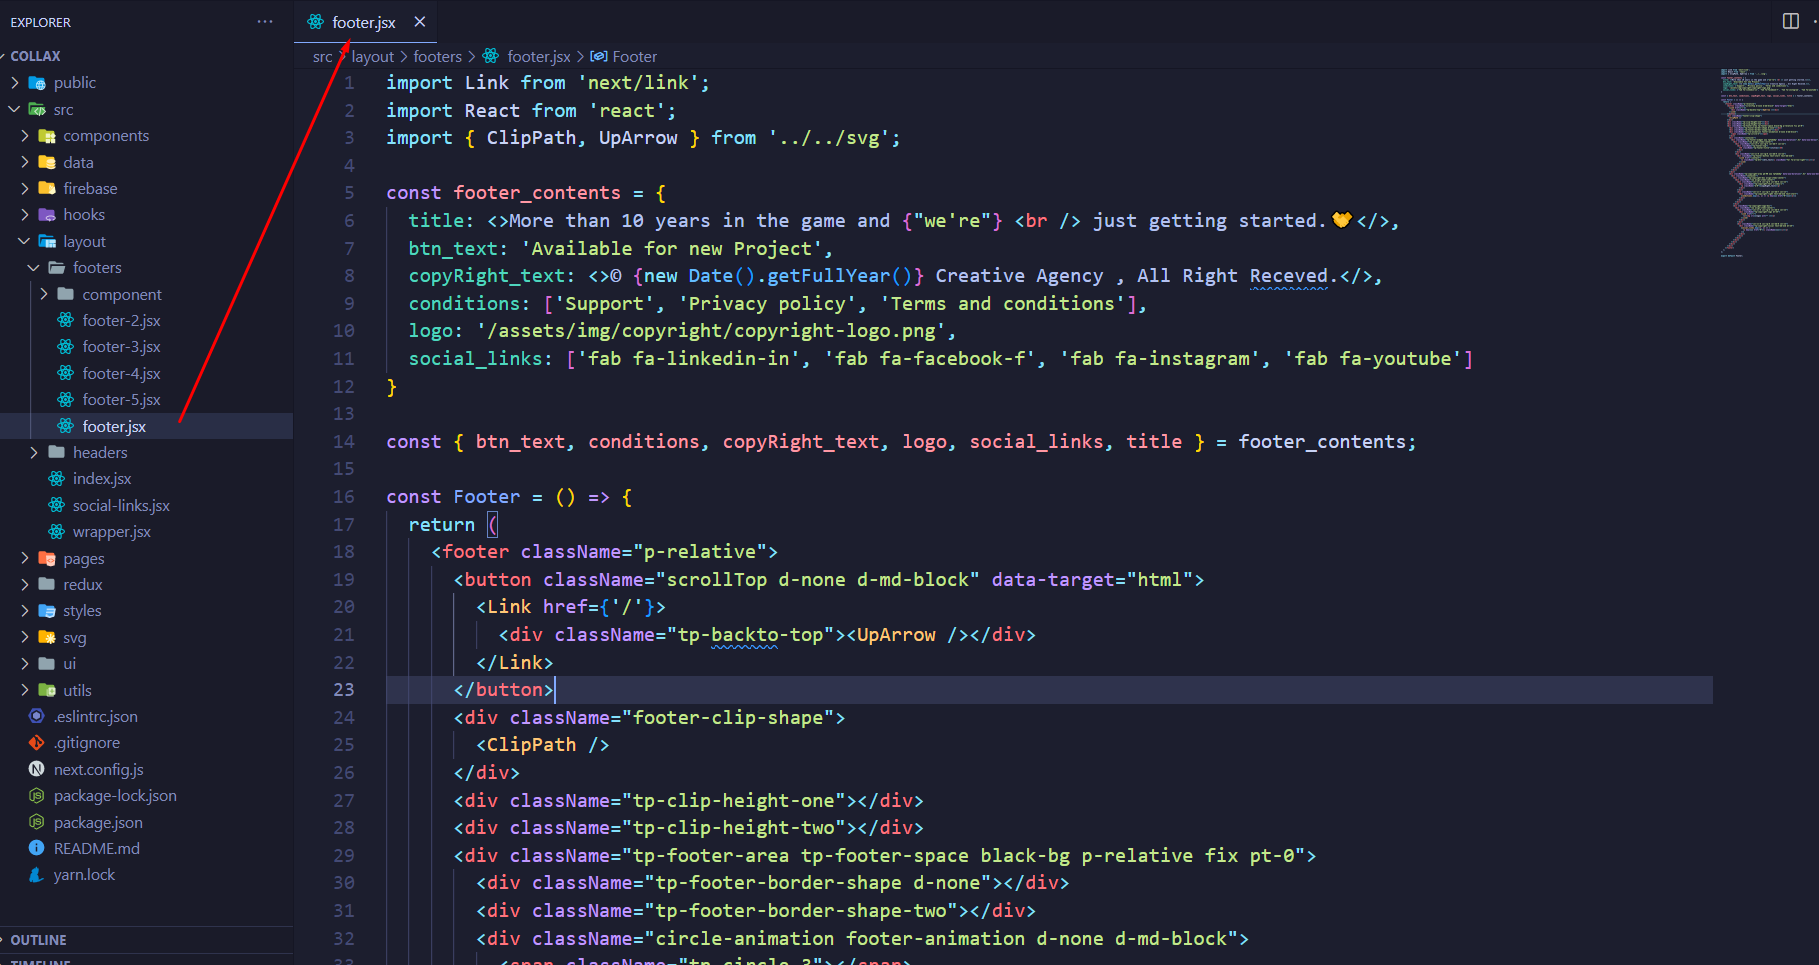 EXPLORER
COLLAX
public
src
components
data
firebase
hooks
layout
footers
component
footer-2.jsx
footer-3.jsx
footer-4.jsx
footer-5.jsx
footer.jsx
headers
index.jsx
social-links.jsx
wrapper.jsx
pages
redux
styles
svg
ui
utils
.eslintrc.json
.gitignore
next.config.js
package-lock.json
package.json
README.md
yarn.lock
OUTLINE
TIMELINE
footer.jsx
src > layout > footers > footer.jsx > Footer
1 import Link from 'next/link';
2 import React from 'react';
3 import { ClipPath, UpArrow } from '../../svg';
4
5 const footer_contents = {
6 title: <>More than 10 years in the game and {"we're"} <br /> just getting started.</>,
7 btn_text: 'Available for new Project',
8 copyRight_text: <>© {new Date().getFullYear()} Creative Agency , All Right Receved.</>,
9 conditions: ['Support', 'Privacy policy', 'Terms and conditions'],
10 logo: '/assets/img/copyright/copyright-logo.png',
11 social_links: ['fab fa-linkedin-in', 'fab fa-facebook-f', 'fab fa-instagram', 'fab fa-youtube']
12 }
13
14 const { btn_text, conditions, copyRight_text, logo, social_links, title } = footer_contents;
15
16 const Footer = () => {
17 return (
18 <footer className="p-relative">
19 <button className="scrollTop d-none d-md-block" data-target="html">
20 <Link href={'/'}>
21 <div className="tp-backto-top"><UpArrow /></div>
22 </Link>
23 </button>
24 <div className="footer-clip-shape">
25 <ClipPath />
26 </div>
27 <div className="tp-clip-height-one"></div>
28 <div className="tp-clip-height-two"></div>
29 <div className="tp-footer-area tp-footer-space black-bg p-relative fix pt-0">
30 <div className="tp-footer-border-shape d-none"></div>
31 <div className="tp-footer-border-shape-two"></div>
32 <div className="circle-animation footer-animation d-none d-md-block">
33 <span className="tp-circle-3"></span>